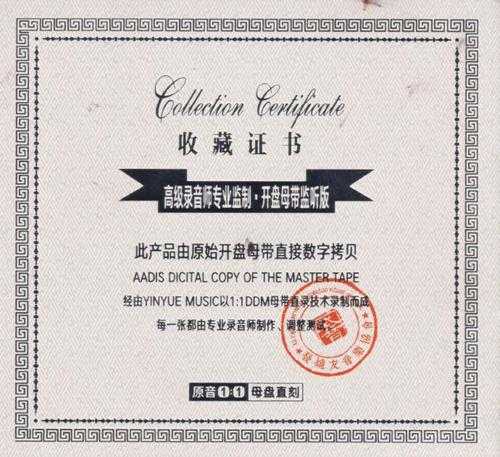 Collection Certificate
收藏证书
高级录音师专业监制·开盘母带监听版
此产品由原始开盘母带直接数字拷贝
AADIS DICITAL COPY OF THE MASTER TAPE
经由YINYUE MUSIC以1:1DDM母带直录技术录制而成
每一张都由专业录音师制作、调整测试。
原音1:1母盘直刻